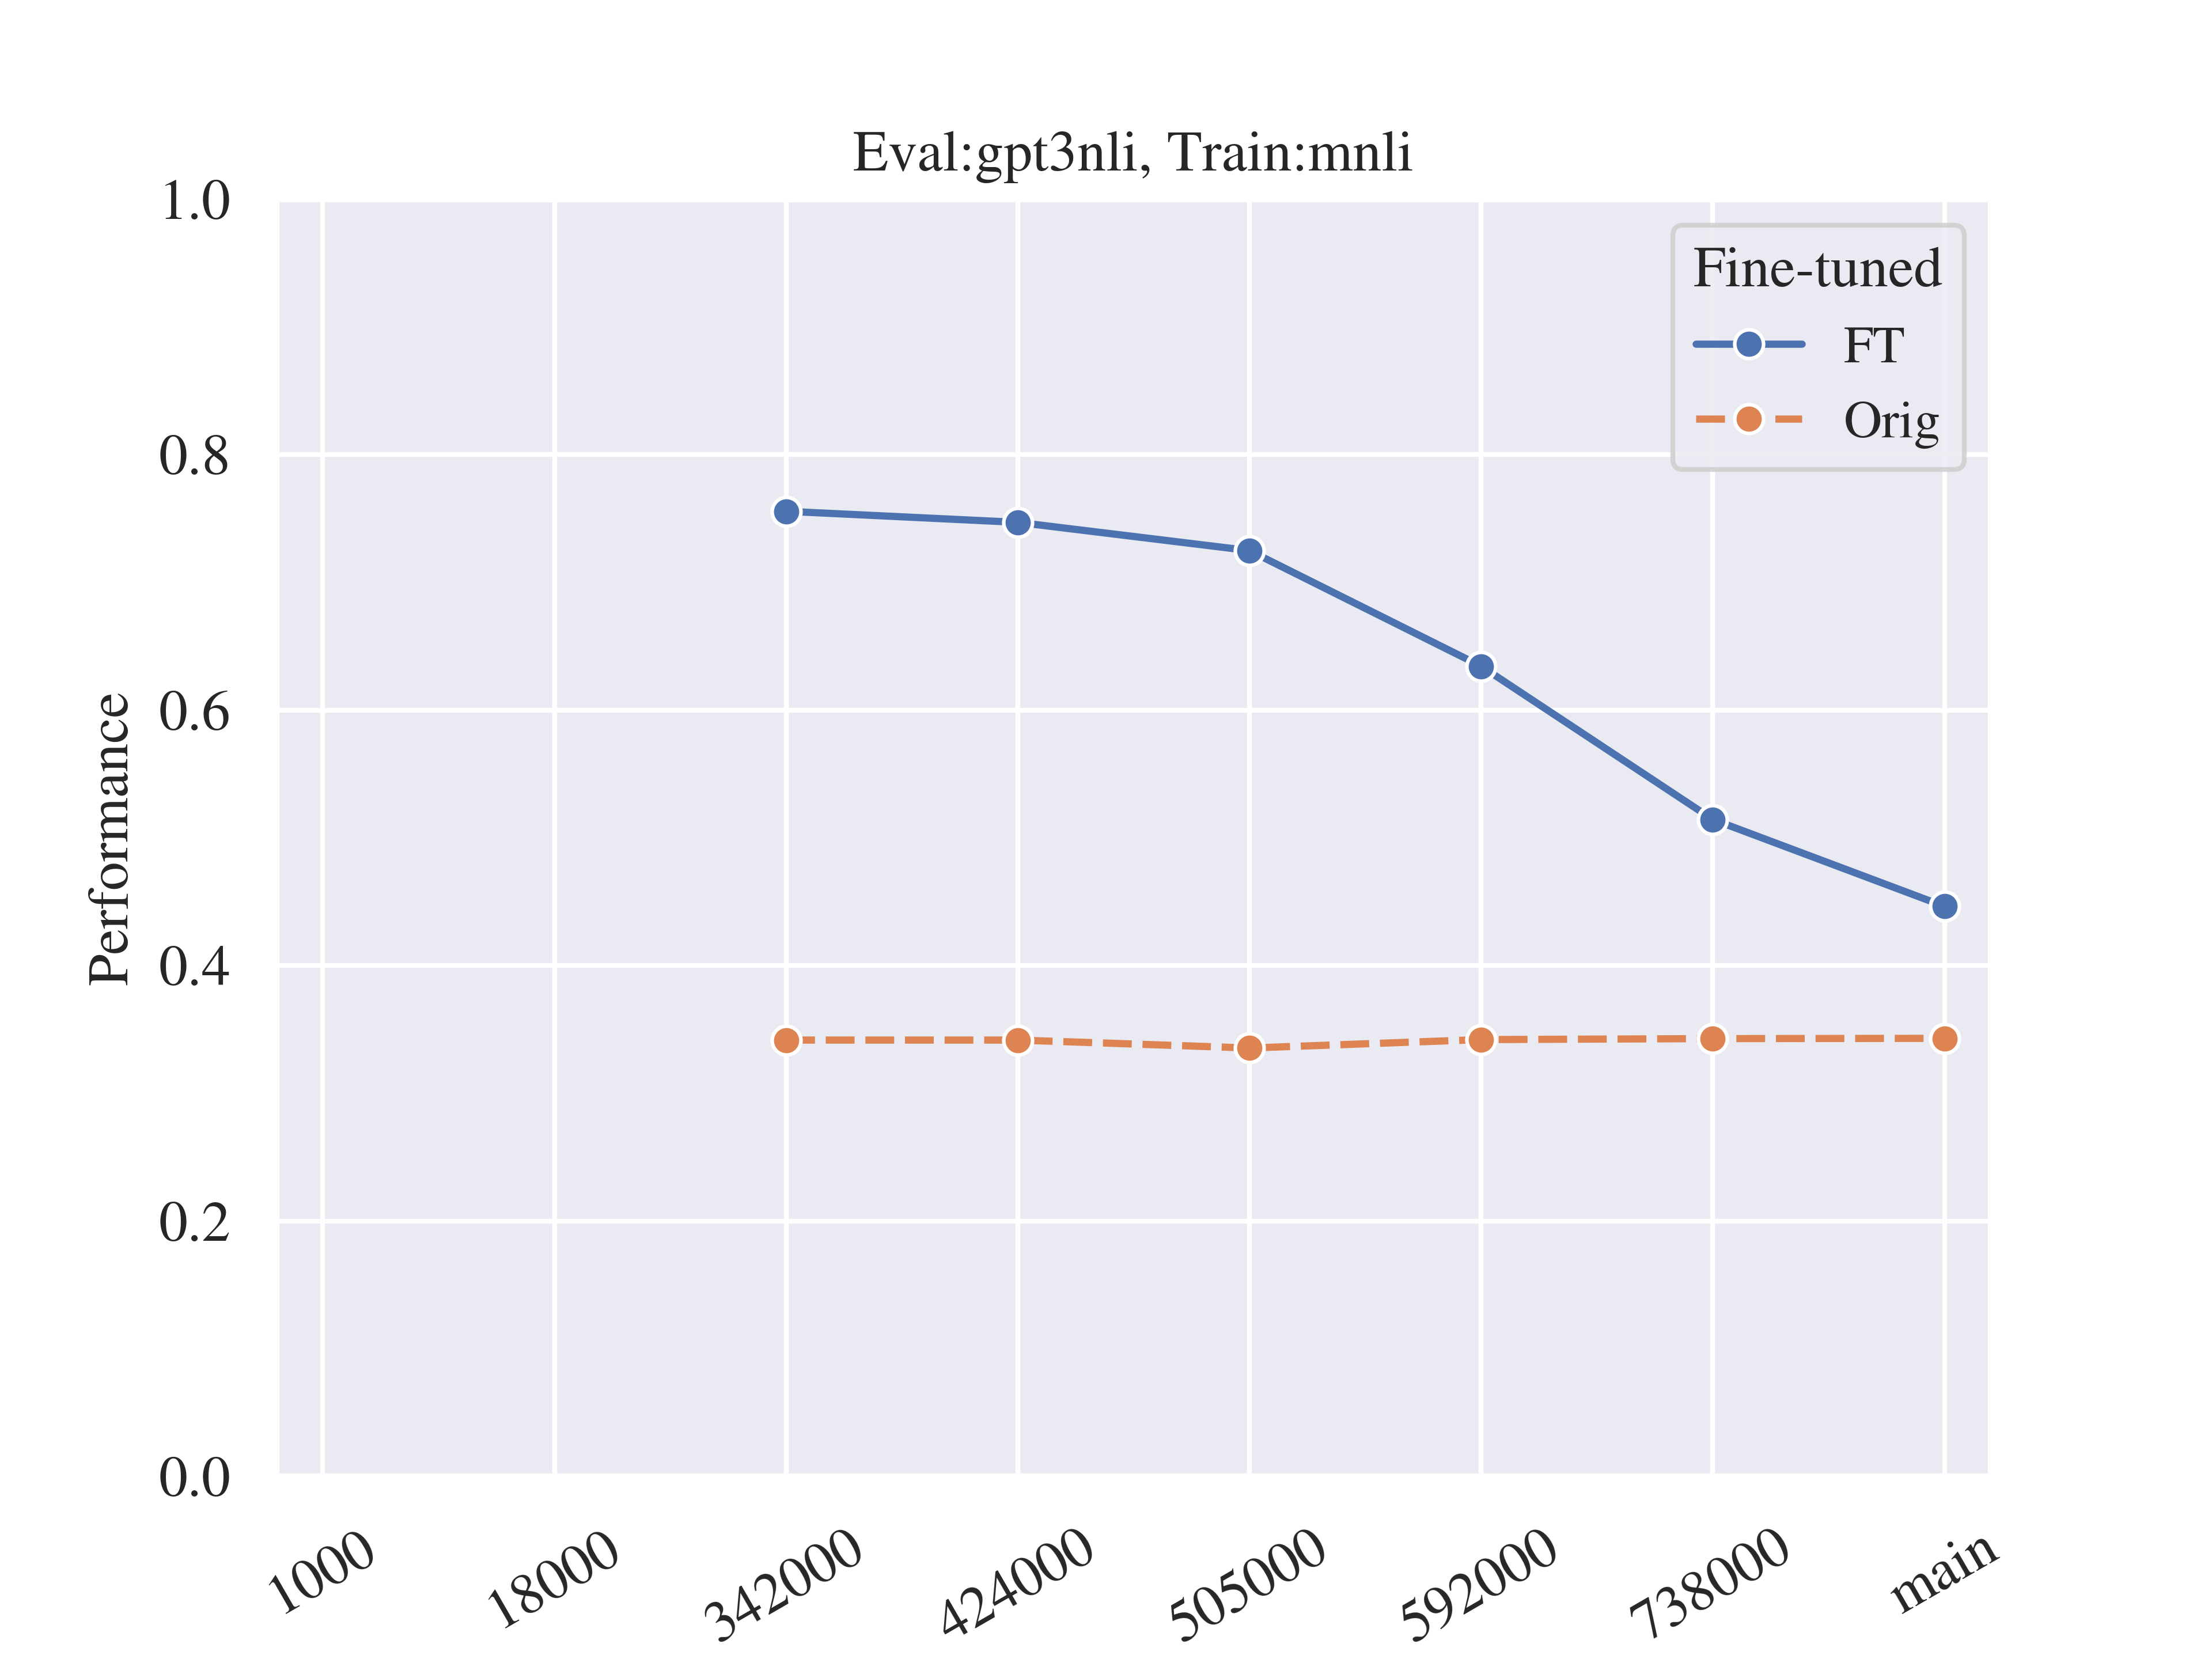 Eval:gpt3nli, Train:mnli
1.0
0.8
0.6
0.4
0.2
0.0
Performance
Fine-tuned
FT
Orig
1000
18000
342000
424000
505000
592000
738000
main